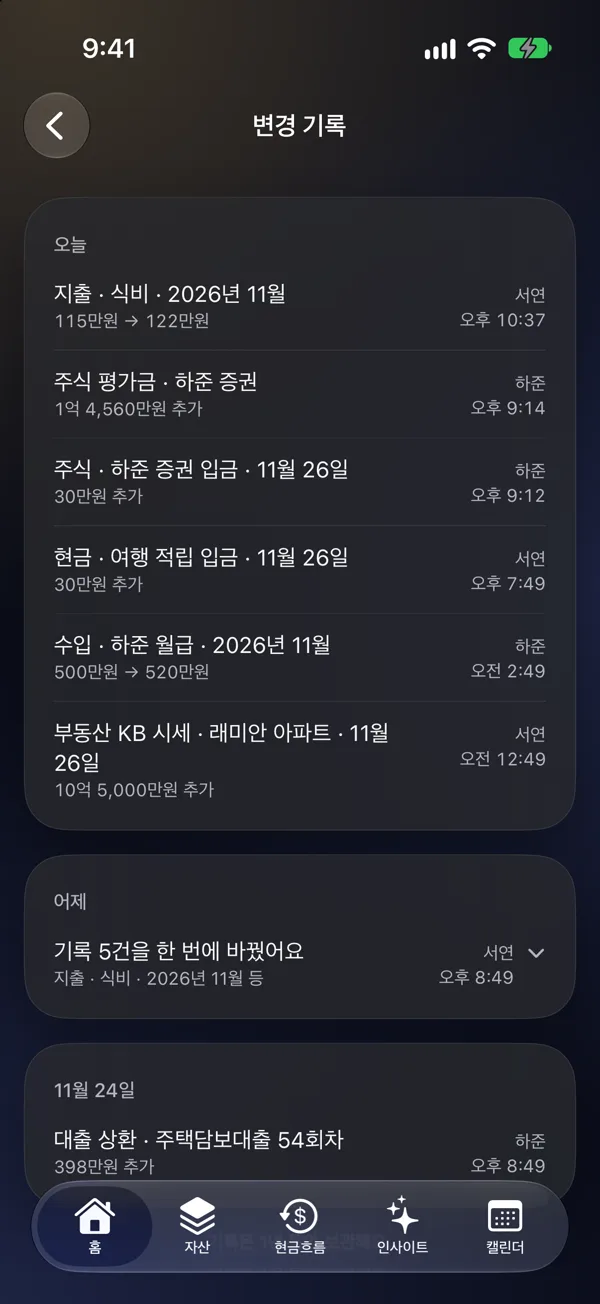 9:41
변경 기록
오늘
지출 · 식비 · 2026년 11월
서연
115만원 → 122만원
오후 10:37
주식 평가금 · 하준 증권
하준
1억 4,560만원 추가
오후 9:14
주식 · 하준 증권 입금 · 11월 26일
하준
30만원 추가
오후 9:12
현금 · 여행 적립 입금 · 11월 26일
서연
30만원 추가
오후 7:49
수입 · 하준 월급 · 2026년 11월
하준
500만원 → 520만원
오전 2:49
부동산 KB 시세 · 래미안 아파트 · 11월
26일
서연
오전 12:49
10억 5,000만원 추가
어제
기록 5건을 한 번에 바꿨어요
서연
지출 · 식비 · 2026년 11월 등
오후 8:49
11월 24일
대출 상환 · 주택담보대출 54회차
하준
398만원 추가
오후 8:49
홈
자산
현금흐름
인사이트
캘린더